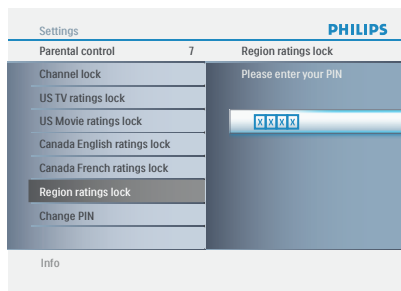 Settings
PHILIPS
Parental control 7
Region ratings lock
Channel lock
Please enter your PIN
US TV ratings lock
US Movie ratings lock
X X X X
Canada English ratings lock
Canada French ratings lock
Region ratings lock
Change PIN
Info